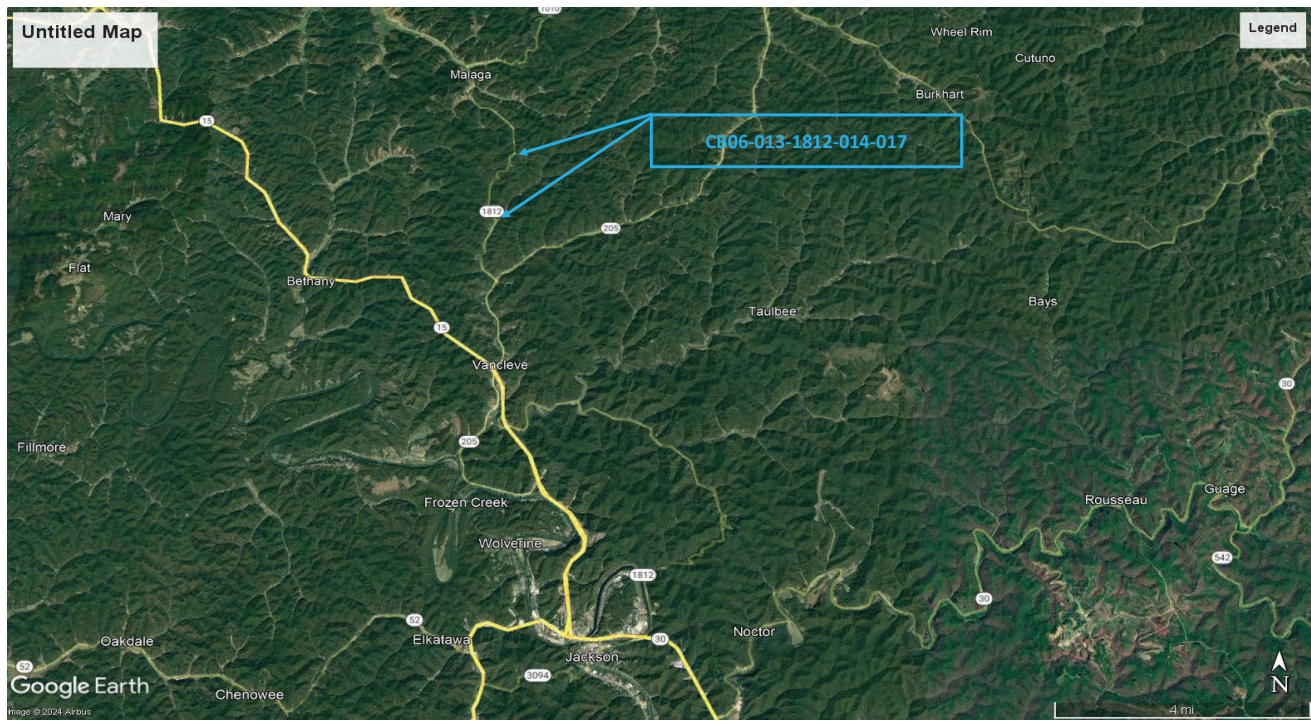 Untitled Map
Legend
1010
Wheel Rim
Cutuno
Malaga
Burkhart
15
CB06-013-1812-014-017
1812
Mary
205
Flat
Bethany
Bays
Taulbee
15
Vancleve
30
205
Fillmore
Guage
Rousseau
Frozen Creek
Wolverine
542
1812
30
52
Noctor
Oakdale
Elkatawa
30
Jackson
52
3094
Google Earth
Chenowee
N
Image © 2024 Airbus
4 mi